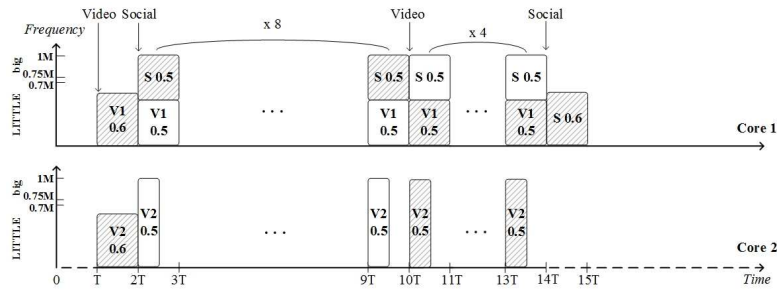 Video Social Video Social
Frequency x 8 x 4
big
LITTLE
1M
0.75M
0.7M
V1
0.6
S 0.5
V1
0.5
...
S 0.5
V1
0.5
S 0.5
V1
0.5
...
S 0.5
V1
0.5
S 0.6
Core 1
big
LITTLE
1M
0.75M
0.7M
V2
0.6
V2
0.5
...
V2
0.5
V2
0.5
...
V2
0.5
Core 2
0 T 2T 3T 9T 10T 11T 13T 14T 15T Time